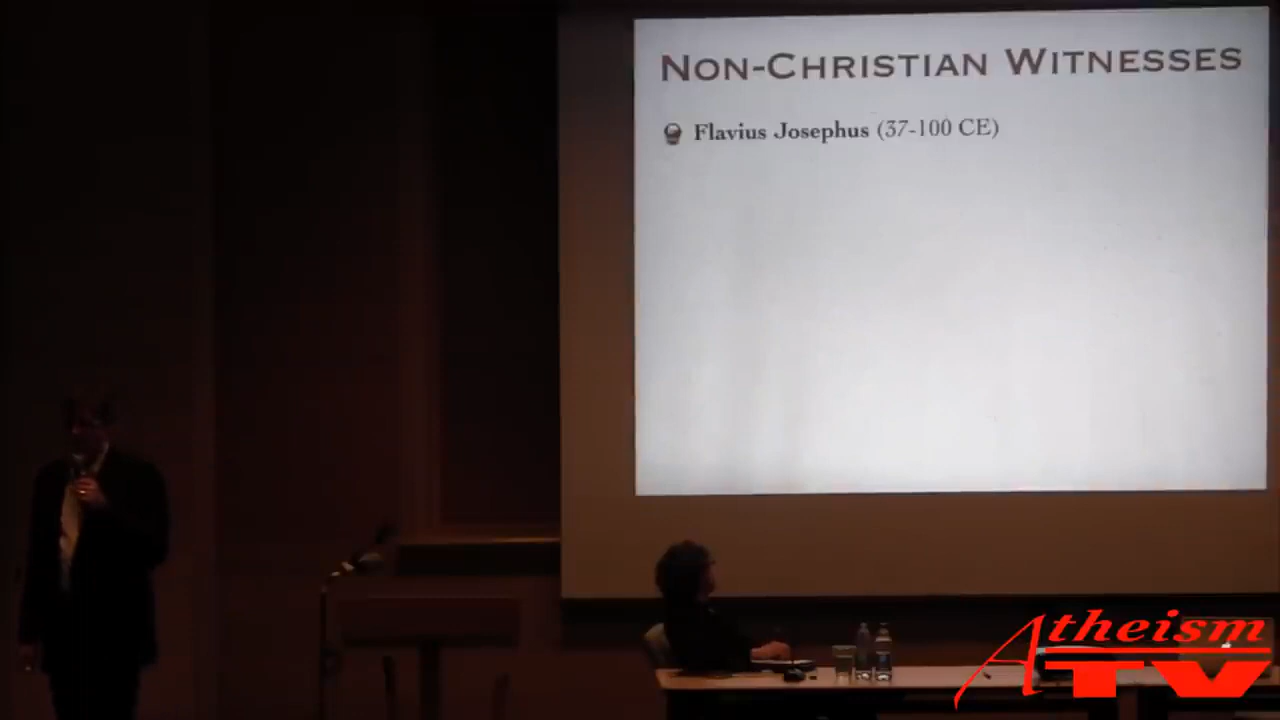 NON-CHRISTIAN WITNESSES
Flavius Josephus (37-100 CE)
Atheism
TV